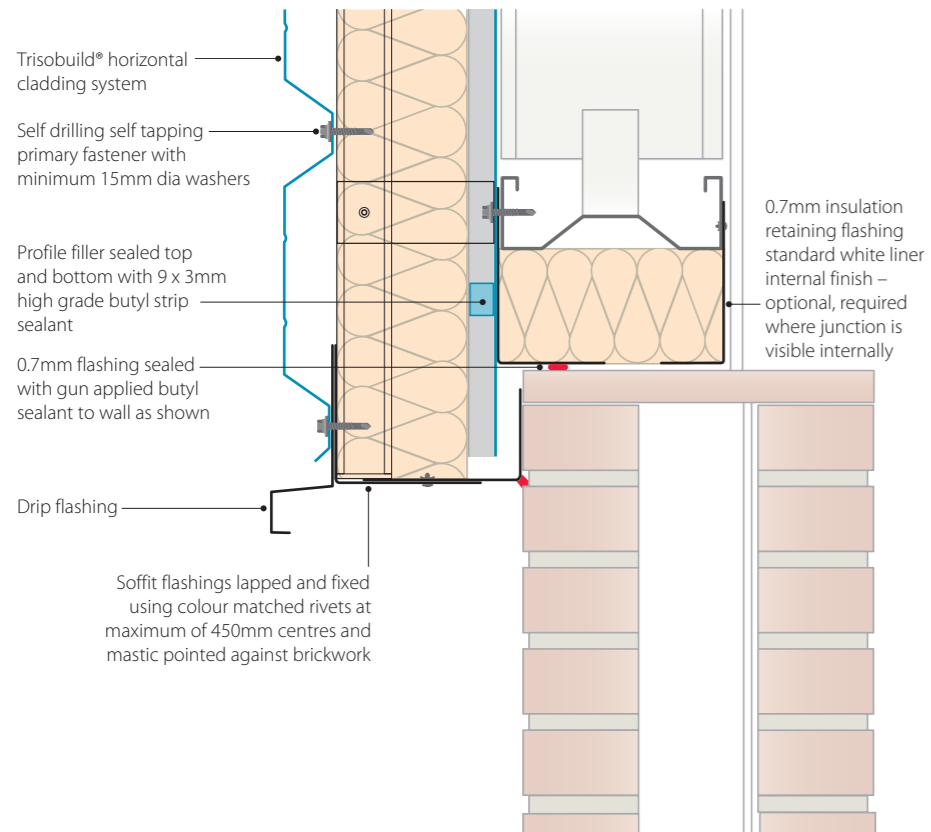 Trisobuild® horizontal
cladding system
Self drilling self tapping
primary fastener with
minimum 15mm dia washers
Profile filler sealed top
and bottom with 9 x 3mm
high grade butyl strip
sealant
0.7mm flashing sealed
with gun applied butyl
sealant to wall as shown
Drip flashing
Soffit flashings lapped and fixed
using colour matched rivets at
maximum of 450mm centres and
mastic pointed against brickwork
0.7mm insulation
retaining flashing
standard white liner
internal finish –
optional, required
where junction is
visible internally